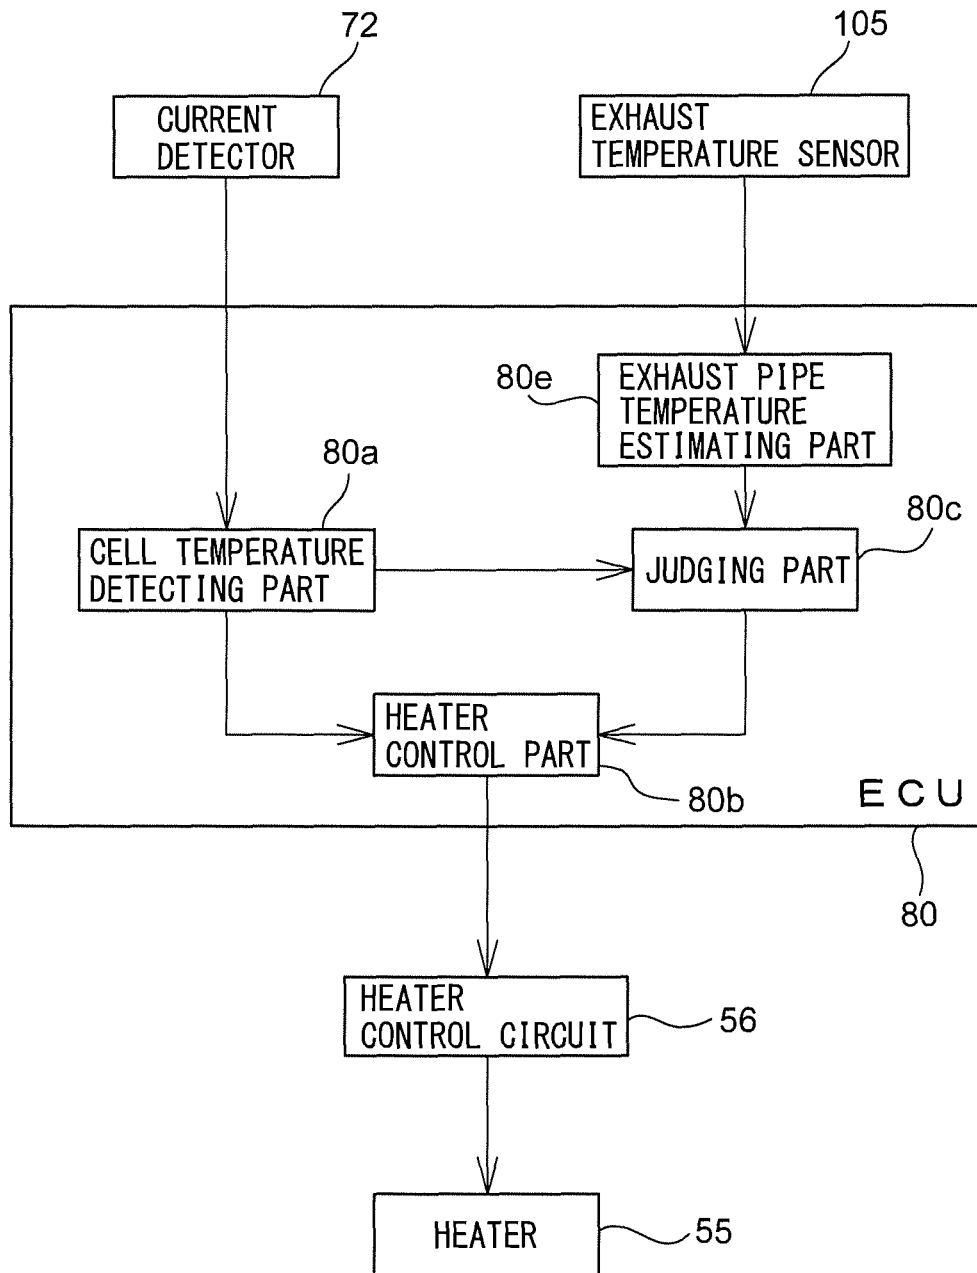 72
105
CURRENT
DETECTOR
EXHAUST
TEMPERATURE SENSOR
80e
EXHAUST PIPE
TEMPERATURE
ESTIMATING PART
80a
80c
CELL TEMPERATURE
DETECTING PART
JUDGING PART
HEATER
CONTROL PART
80b
ECU
80
HEATER
CONTROL CIRCUIT
56
HEATER
55